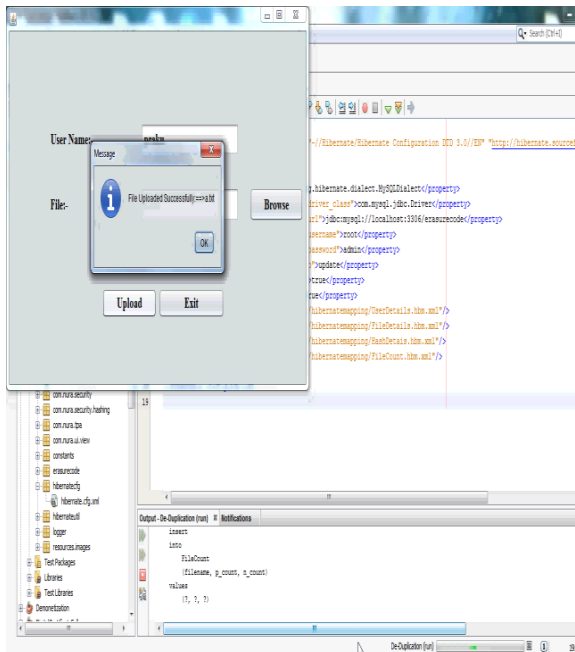 Search (Ctrl+I)
User Name:-
praku
Message
File Uploaded Successfully:==>a.txt
OK
File:-
Browse
Upload
Exit
"-//Hibernate/Hibernate Configuration DTD 3.0//EN" "http://hibernate.sourcef
g.hibernate.dialect.MySQLDialect</property>
driver_class">com.mysql.jdbc.Driver</property>
url">jdbc:mysql://localhost:3306/erasurecode</property>
username">root</property>
password">admin</property>
">update</property>
>true</property>
rue</property>
hibernatemapping/UserDetails.hbm.xml"/>
hibernatemapping/FileDetails.hbm.xml"/>
hibernatemapping/HashDetais.hbm.xml"/>
hibernatemapping/FileCount.hbm.xml"/>
19
com.nura.security
com.nura.security.hashing
com.nura.tpa
com.nura.ui.view
constants
erasurecode
hibernatecfg
hibernate.cfg.xml
hibernateutil
logger
resources.images
Test Packages
Libraries
Test Libraries
Demonetization
Output - De-Duplication (run)
Notifications
insert
into
FileCount
(filename, p_count, n_count)
values
(?, ?, ?)
De-Duplication (run)
19